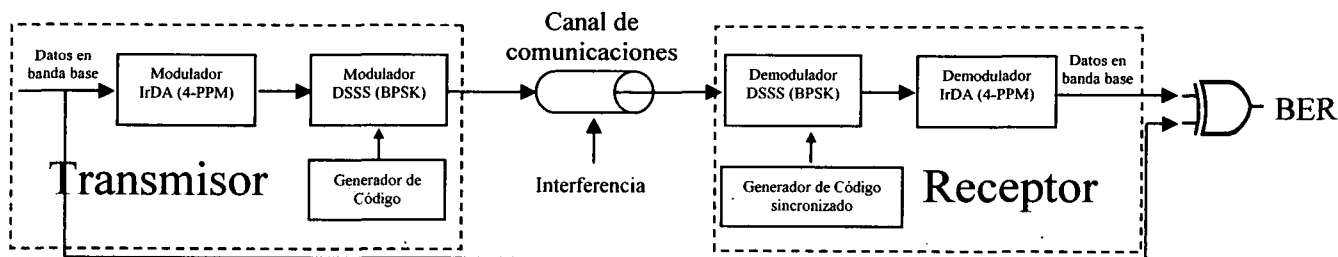 Canal de
comunicaciones
Datos en
banda base
Modulador
IrDA (4-PPM)
Modulador
DSSS (BPSK)
Generador de
Código
Transmisor
Interferencia
Demodulador
DSSS (BPSK)
Demodulador
IrDA (4-PPM)
Datos en
banda base
Generador de Código
sincronizado
Receptor
BER